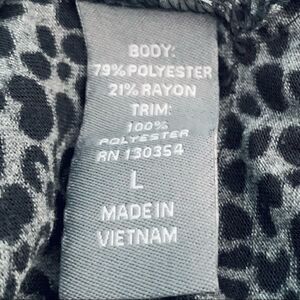 BODY:
79% POLYESTER
21% RAYON
TRIM:
100%
POLYESTER
RN 130354
L
MADE IN
VIETNAM